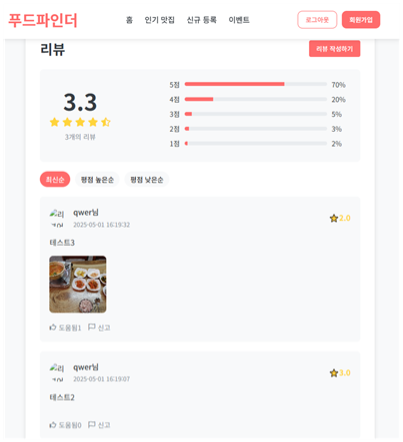 푸드파인더
홈 인기 맛집 신규 등록 이벤트
로그아웃 회원가입
리뷰
리뷰 작성하기
3.3
3개의 리뷰
5점 70%
4점 20%
3점 5%
2점 3%
1점 2%
최신순 평점 높은순 평점 낮은순
리
qwer님
2025-05-01 16:19:32
2.0
테스트3
도움됨1 신고
리
qwer님
2025-05-01 16:19:07
3.0
테스트2
도움됨0 신고